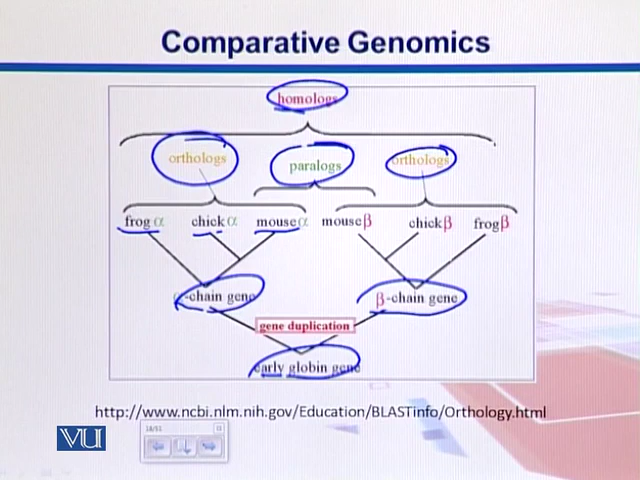 Comparative Genomics
homologs
orthologs paralogs orthologs
frog α chick α mouse α mouse β chick β frog β
-chain gene β-chain gene
gene duplication
early globin gene
http://www.ncbi.nlm.nih.gov/Education/BLASTinfo/Orthology.html
VU